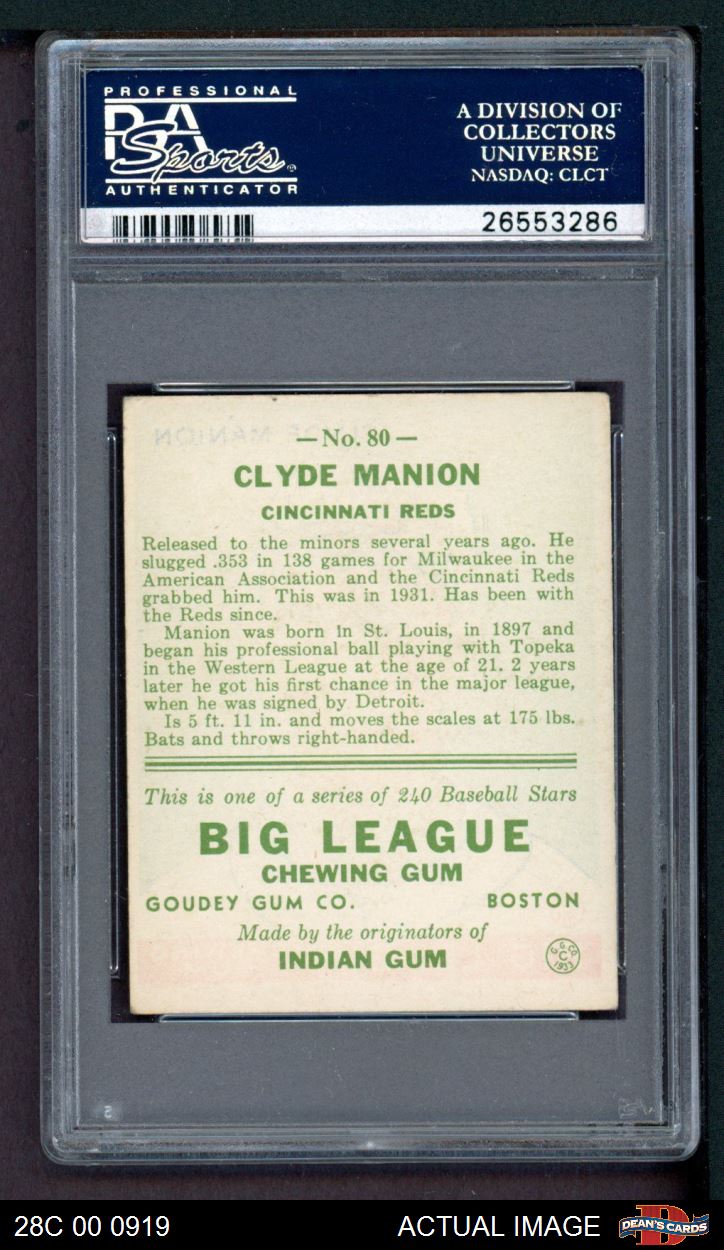 PROFESSIONAL
PSA
Sports
AUTHENTICATOR
A DIVISION OF
COLLECTORS
UNIVERSE
NASDAQ: CLCT
26553286
— No. 80 —
CLYDE MANION
CINCINNATI REDS
Released to the minors several years ago. He
slugged .353 in 138 games for Milwaukee in the
American Association and the Cincinnati Reds
grabbed him. This was in 1931. Has been with
the Reds since.
Manion was born in St. Louis, in 1897 and
began his professional ball playing with Topeka
in the Western League at the age of 21. 2 years
later he got his first chance in the major league,
when he was signed by Detroit.
Is 5 ft. 11 in. and moves the scales at 175 lbs.
Bats and throws right-handed.
This is one of a series of 240 Baseball Stars
BIG LEAGUE
CHEWING GUM
GOUDEY GUM CO. BOSTON
Made by the originators of
INDIAN GUM
G. G. CO.
C
1933
28C 00 0919 ACTUAL IMAGE DEAN'S CARDS